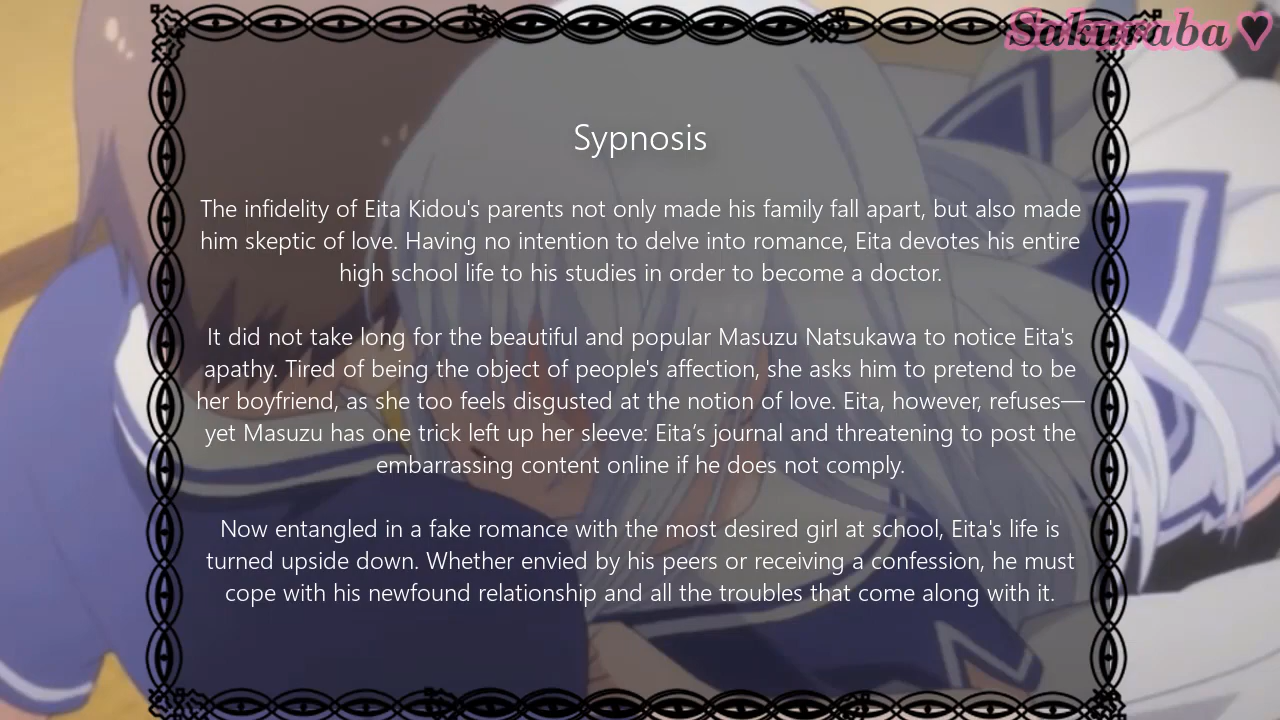 Sakuraba ♥
Sypnosis
The infidelity of Eita Kidou's parents not only made his family fall apart, but also made
him skeptic of love. Having no intention to delve into romance, Eita devotes his entire
high school life to his studies in order to become a doctor.
It did not take long for the beautiful and popular Masuzu Natsukawa to notice Eita's
apathy. Tired of being the object of people's affection, she asks him to pretend to be
her boyfriend, as she too feels disgusted at the notion of love. Eita, however, refuses—
yet Masuzu has one trick left up her sleeve: Eita’s journal and threatening to post the
embarrassing content online if he does not comply.
Now entangled in a fake romance with the most desired girl at school, Eita's life is
turned upside down. Whether envied by his peers or receiving a confession, he must
cope with his newfound relationship and all the troubles that come along with it.